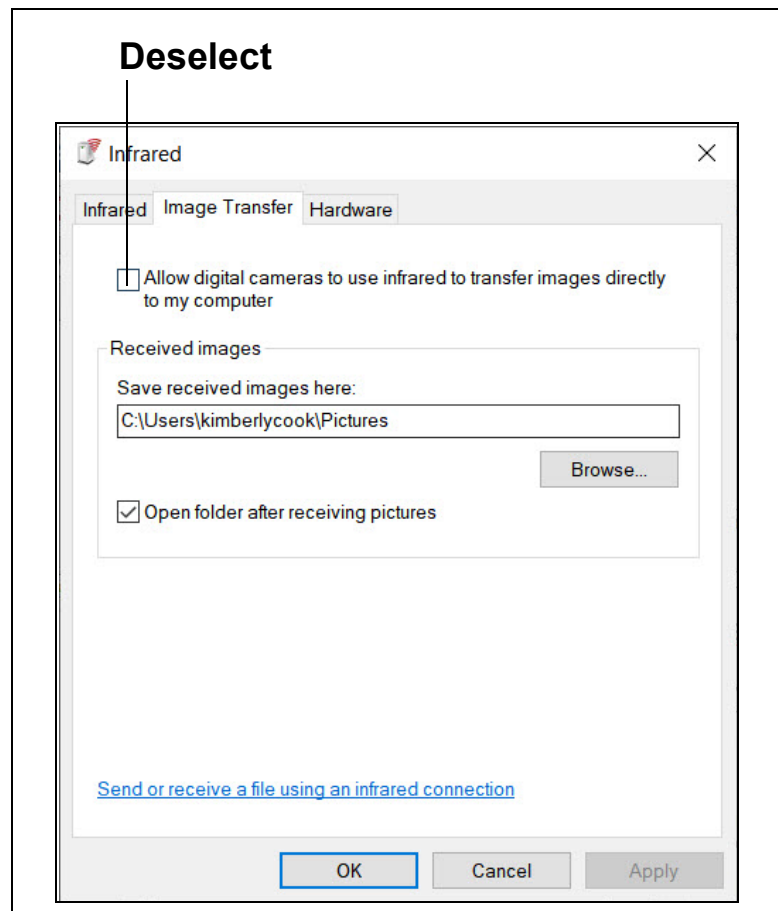 Deselect
Infrared
Infrared Image Transfer Hardware
Allow digital cameras to use infrared to transfer images directly
to my computer
Received images
Save received images here:
C:\Users\kimberlycook\Pictures
Browse...
Open folder after receiving pictures
Send or receive a file using an infrared connection
OK Cancel Apply